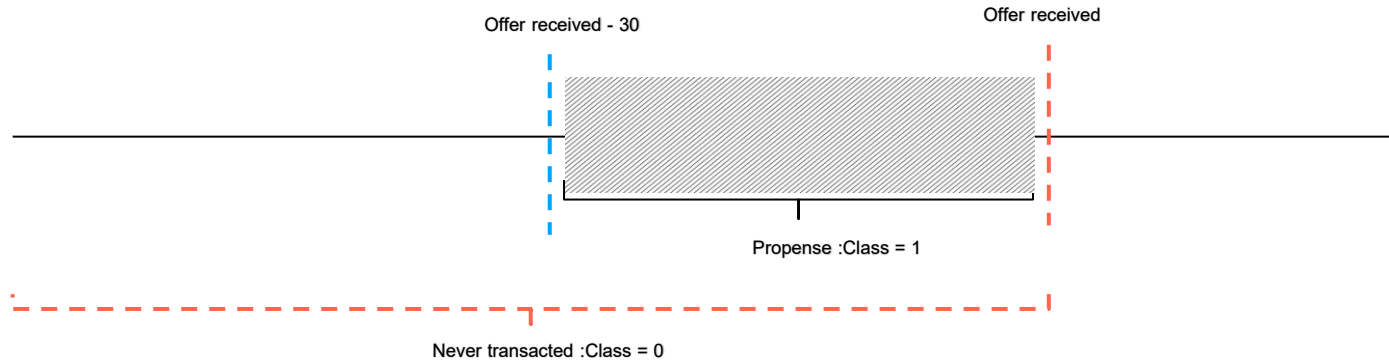 Offer received - 30
Offer received
Propense :Class = 1
Never transacted :Class = 0